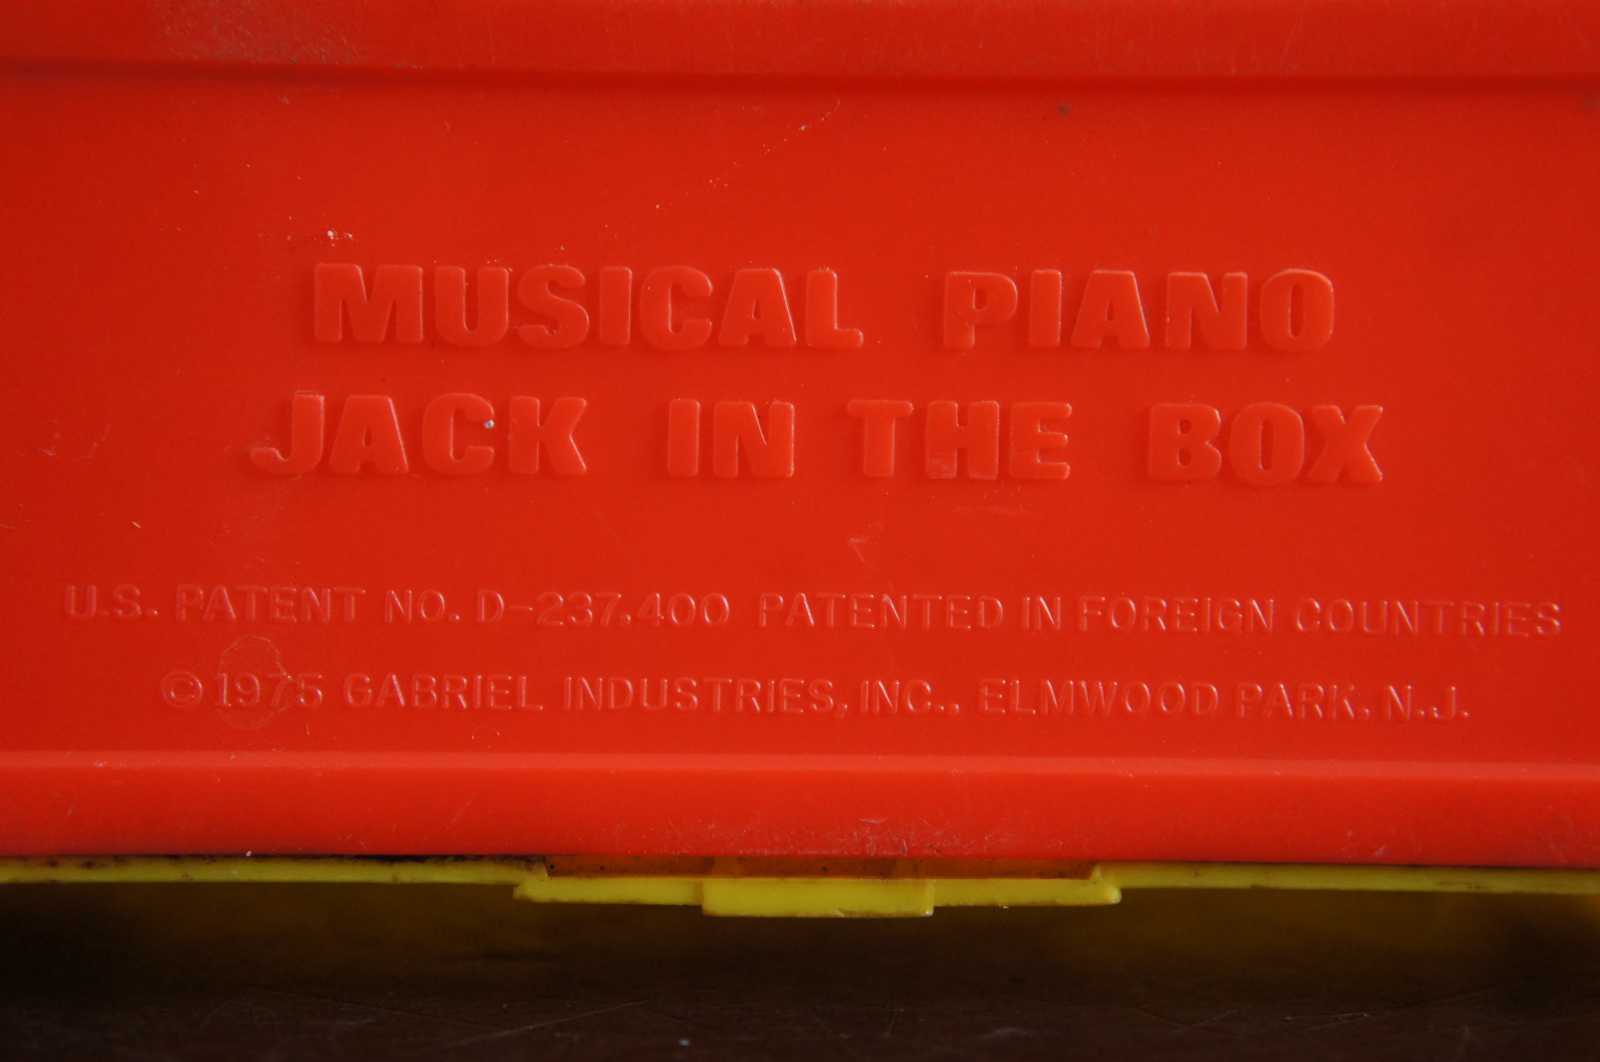 MUSICAL PIANO
JACK IN THE BOX
U.S. PATENT NO. D-237,400 PATENTED IN FOREIGN COUNTRIES
© 1975 GABRIEL INDUSTRIES, INC., ELMWOOD PARK, N.J.